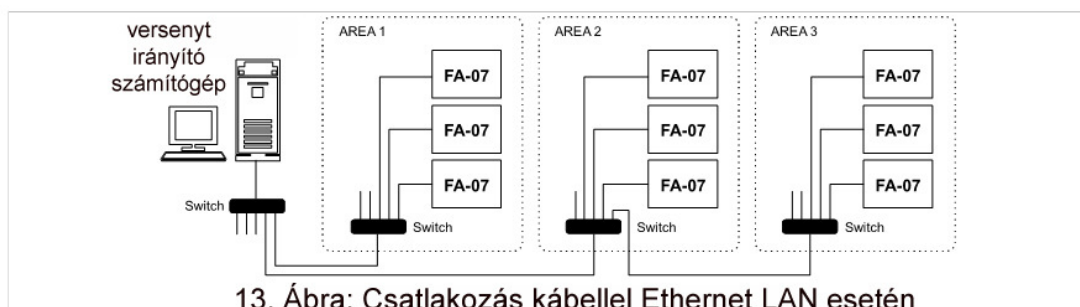 versenyt
irányító
számítógép
Switch
AREA 1
FA-07
FA-07
FA-07
Switch
AREA 2
FA-07
FA-07
FA-07
Switch
AREA 3
FA-07
FA-07
FA-07
Switch
13. Ábra: Csatlakozás kábellel Ethernet LAN esetén